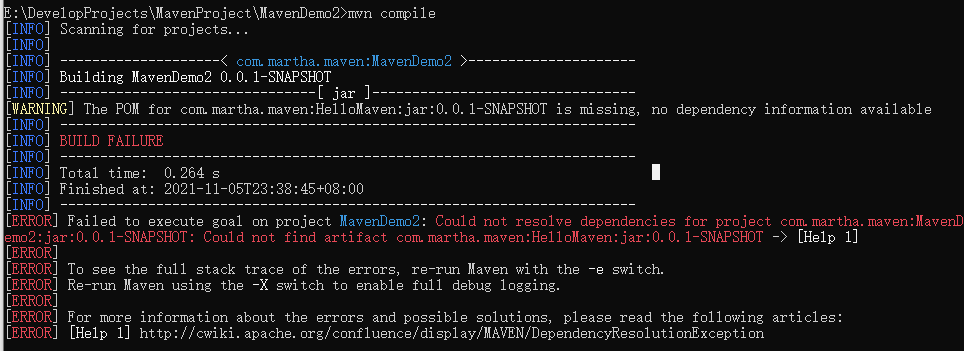 E:\DevelopProjects\MavenProject\MavenDemo2>mvn compile
[INFO] Scanning for projects...
[INFO]
[INFO] -------------------< com.martha.maven:MavenDemo2 >--------------------
[INFO] Building MavenDemo2 0.0.1-SNAPSHOT
[INFO] --------------------------------[ jar ]---------------------------------
[WARNING] The POM for com.martha.maven:HelloMaven:jar:0.0.1-SNAPSHOT is missing, no dependency information available
[INFO] ------------------------------------------------------------------------
[INFO] BUILD FAILURE
[INFO] ------------------------------------------------------------------------
[INFO] Total time:  0.264 s
[INFO] Finished at: 2021-11-05T23:38:45+08:00
[INFO] ------------------------------------------------------------------------
[ERROR] Failed to execute goal on project MavenDemo2: Could not resolve dependencies for project com.martha.maven:MavenD
emo2:jar:0.0.1-SNAPSHOT: Could not find artifact com.martha.maven:HelloMaven:jar:0.0.1-SNAPSHOT -> [Help 1]
[ERROR]
[ERROR] To see the full stack trace of the errors, re-run Maven with the -e switch.
[ERROR] Re-run Maven using the -X switch to enable full debug logging.
[ERROR]
[ERROR] For more information about the errors and possible solutions, please read the following articles:
[ERROR] [Help 1] http://cwiki.apache.org/confluence/display/MAVEN/DependencyResolutionException